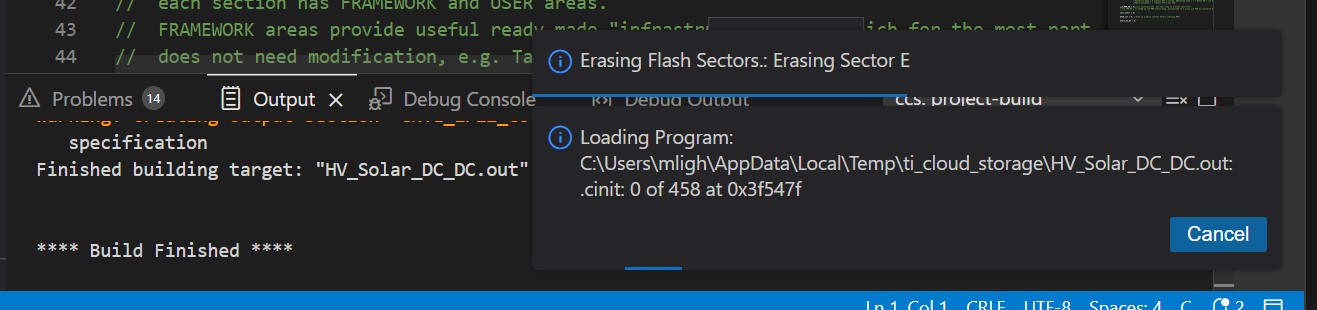 42 // each section has FRAMEWORK and USER areas.
43 // FRAMEWORK areas provide useful ready made "infrastru ich for the most part
44 // does not need modification, e.g. Ta
Erasing Flash Sectors.: Erasing Sector E
Problems 14 Output Debug Console Debug Output ccs: project-build
specification
Finished building target: "HV_Solar_DC_DC.out"
Loading Program:
C:\Users\mligh\AppData\Local\Temp\ti_cloud_storage\HV_Solar_DC_DC.out:
.cinit: 0 of 458 at 0x3f547f
Cancel
**** Build Finished ****
Ln 1, Col 1 CRLF UTF-8 Spaces: 4 C 2